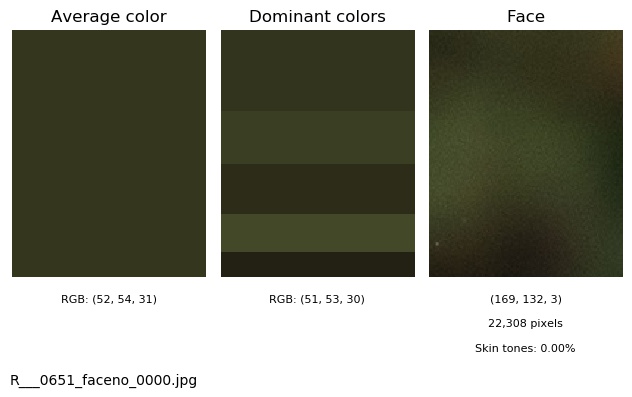 Average color
Dominant colors
Face
RGB: (52, 54, 31)
RGB: (51, 53, 30)
(169, 132, 3)
22,308 pixels
Skin tones: 0.00%
R___0651_faceno_0000.jpg